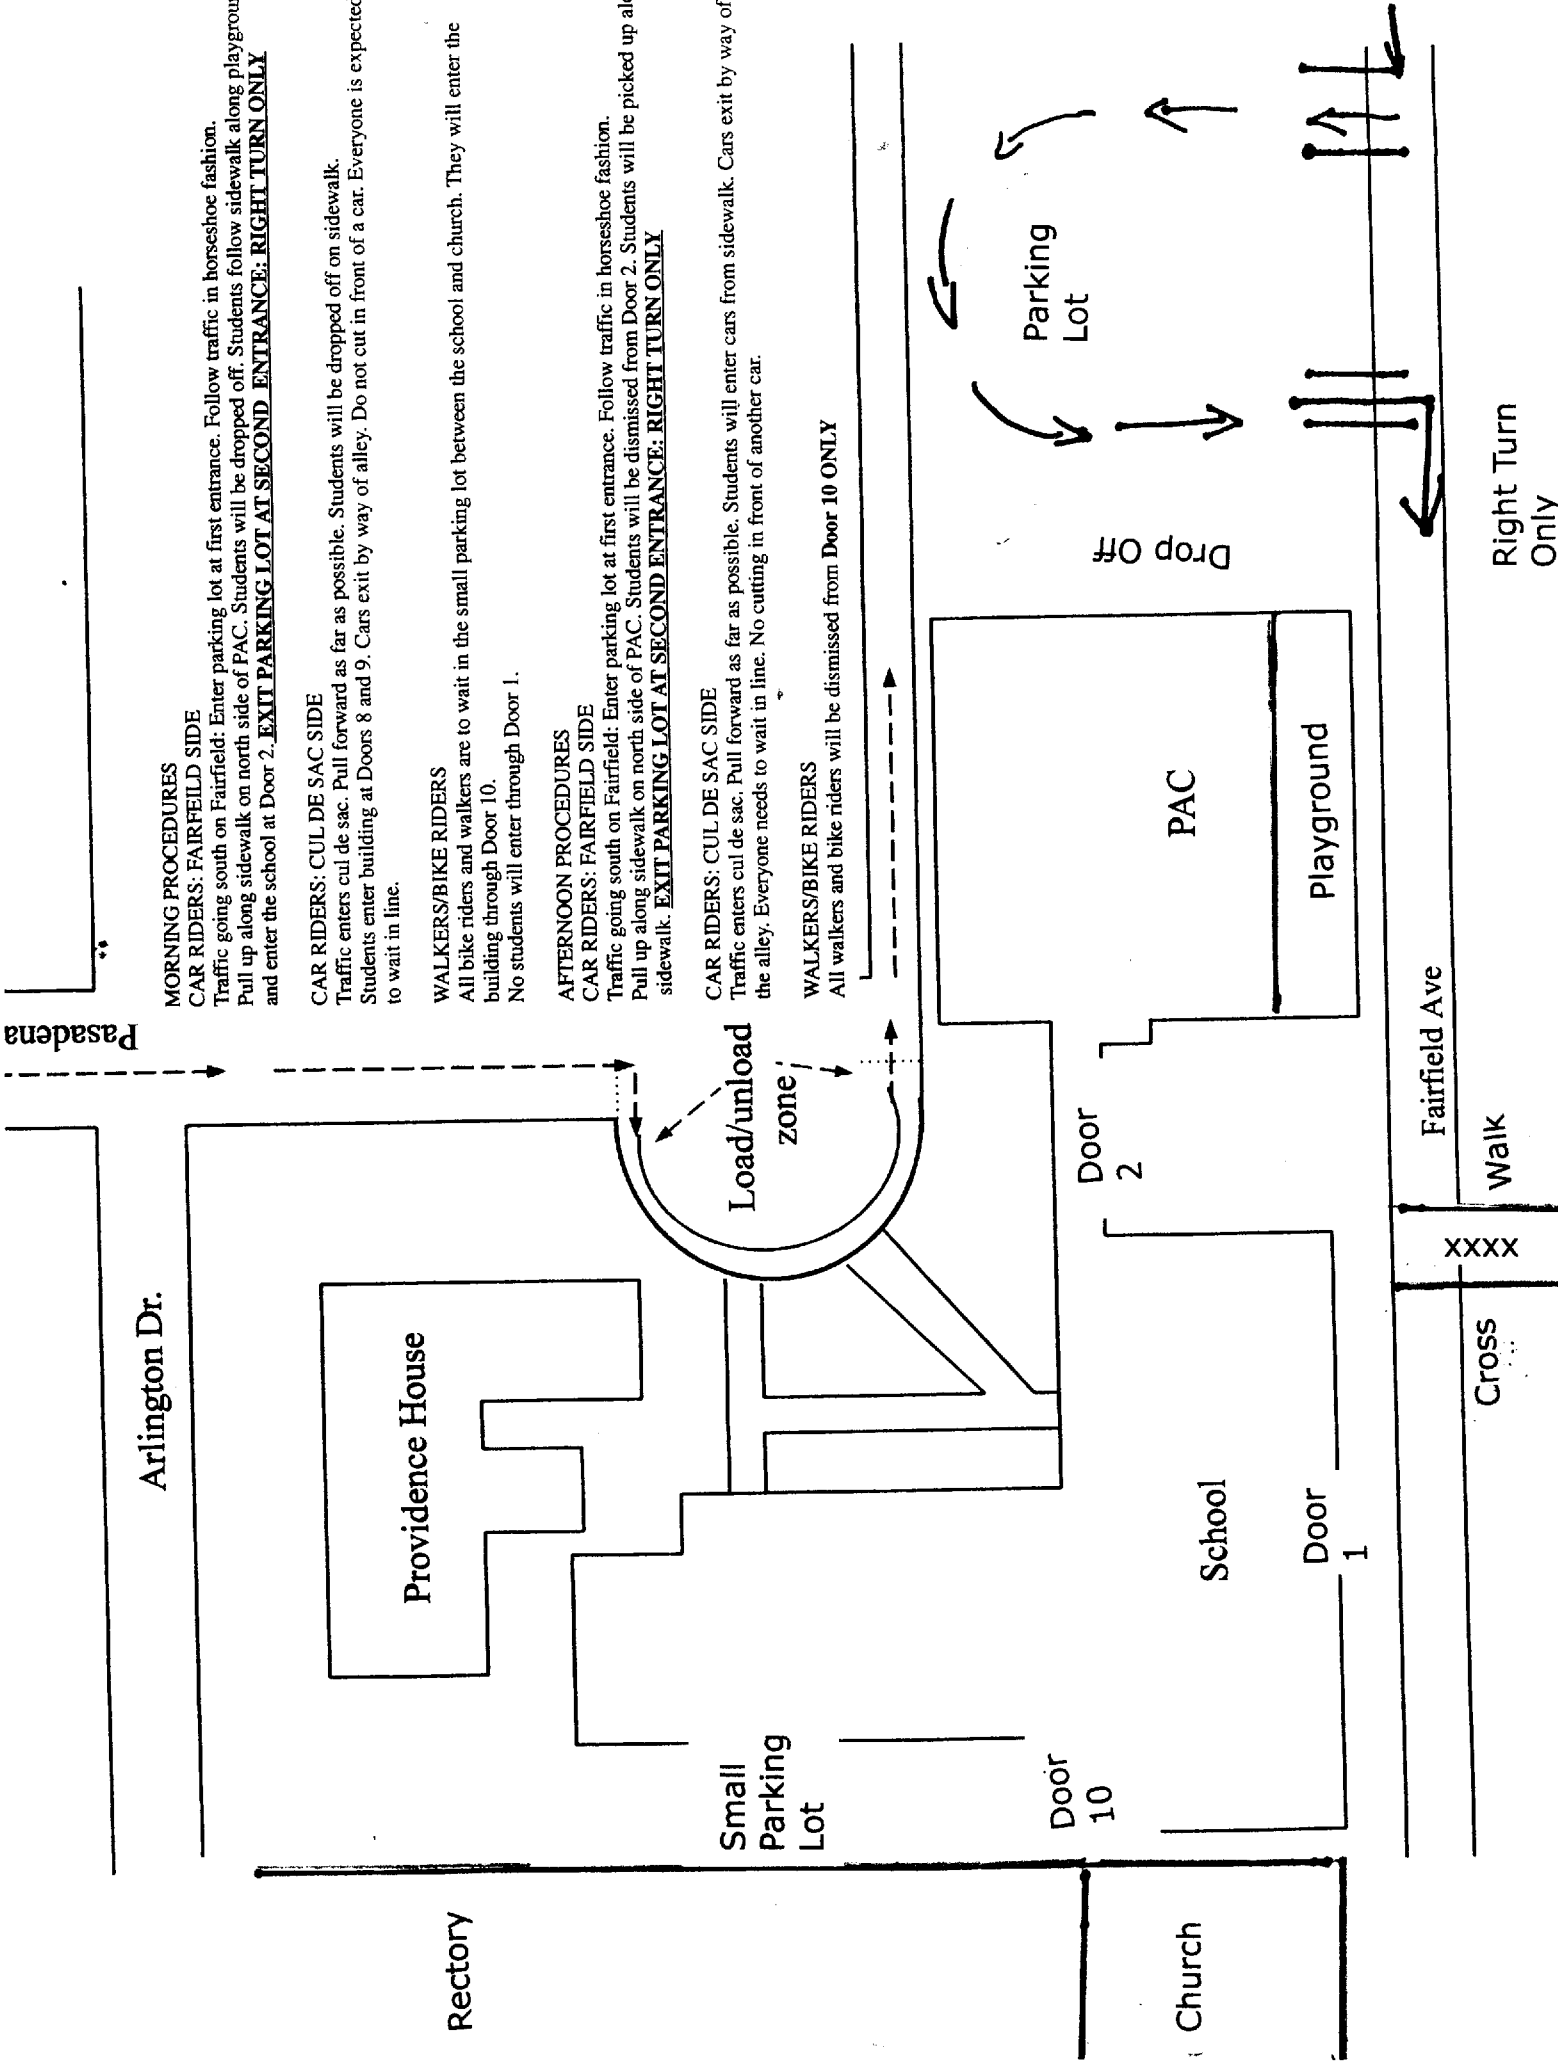 Pasadena
**
MORNING PROCEDURES
CAR RIDERS: FAIRFEILD SIDE
Traffic going south on Fairfield: Enter parking lot at first entrance. Follow traffic in horseshoe fashion.
Pull up along sidewalk on north side of PAC. Students will be dropped off. Students follow sidewalk along
and enter the school at Door 2. EXIT PARKING LOT AT SECOND ENTRANCE: RIGHT TURN ONLY
CAR RIDERS: CUL DE SAC SIDE
Traffic enters cul de sac. Pull forward as far as possible. Students will be dropped off on sidewalk.
Students enter building at Doors 8 and 9. Cars exit by way of alley. Do not cut in front of a car. Everyone is expected
to wait in line.
WALKERS/BIKE RIDERS
All bike riders and walkers are to wait in the small parking lot between the school and church. They will enter the
building through Door 10.
No students will enter through Door 1.
AFTERNOON PROCEDURES
CAR RIDERS: FAIRFIELD SIDE
Traffic going south on Fairfield: Enter parking lot at first entrance. Follow traffic in horseshoe fashion.
Pull up along sidewalk on north side of PAC. Students will be dismissed from Door 2. Students will be picked up
sidewalk. EXIT PARKING LOT AT SECOND ENTRANCE: RIGHT TURN ONLY
CAR RIDERS: CUL DE SAC SIDE
Traffic enters cul de sac. Pull forward as far as possible. Students will enter cars from sidewalk. Cars exit by way of
the alley. Everyone needs to wait in line. No cutting in front of another car.
WALKERS/BIKE RIDERS
All walkers and bike riders will be dismissed from Door 10 ONLY
Arlington Dr.
Providence House
Load/unload
zone
Rectory
Small
Parking
Lot
Door
10
Church
School
Door
1
Door
2
PAC
Playground
Drop Off
Parking
Lot
Fairfield Ave
Cross
xxxx
Walk
Right Turn
Only